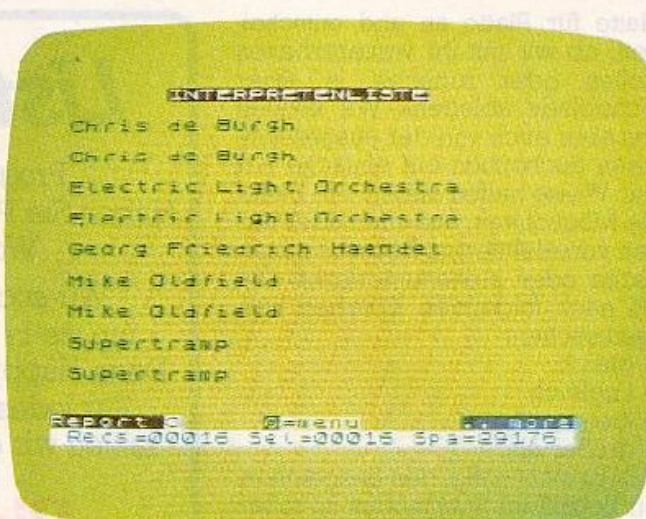 INTERPRETENLISTE
Chris de Burgh
Chris de Burgh
Electric Light Orchestra
Electric Light Orchestra
Georg Friedrich Haendel
Mike Oldfield
Mike Oldfield
Supertramp
Supertramp
Report C @=menu .. more
Recs=00016 Sel=00016 Spa=29176